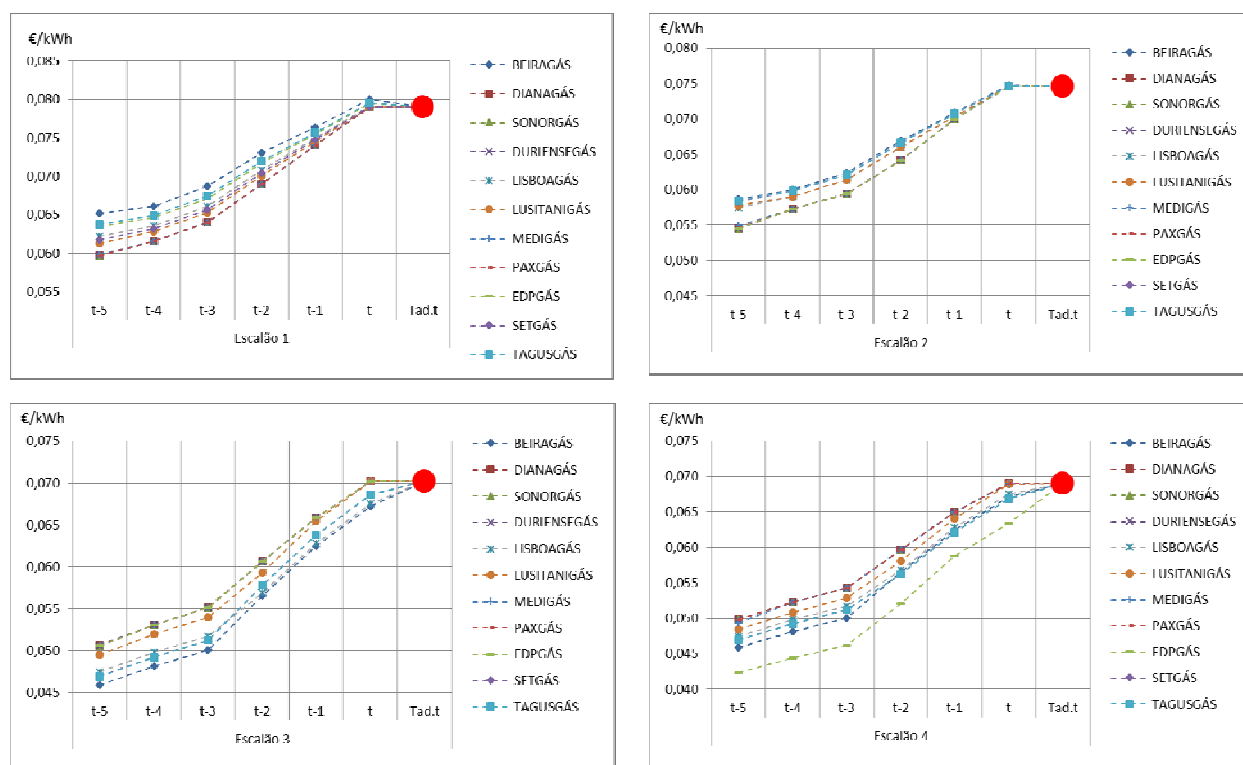 €/kWh
0,085
0,080
0,075
0,070
0,065
0,060
0,055
t-5 t-4 t-3 t-2 t-1 t Tad.t
Escalão 1
BEIRAGÁS
DIANAGÁS
SONORGÁS
DURIENSEGÁS
LISBOAGÁS
LUSITANIGÁS
MEDIGÁS
PAXGÁS
EDPGÁS
SETGÁS
TAGUSGÁS
€/kWh
0,080
0,075
0,070
0,065
0,060
0,055
0,050
0,045
t-5 t-4 t-3 t-2 t-1 t Tad.t
Escalão 2
BEIRAGÁS
DIANAGÁS
SONORGÁS
DURIENSEGÁS
LISBOAGÁS
LUSITANIGÁS
MEDIGÁS
PAXGÁS
EDPGÁS
SETGÁS
TAGUSGÁS
€/kWh
0,075
0,070
0,065
0,060
0,055
0,050
0,045
t-5 t-4 t-3 t-2 t-1 t Tad.t
Escalão 3
BEIRAGÁS
DIANAGÁS
SONORGÁS
DURIENSEGÁS
LISBOAGÁS
LUSITANIGÁS
MEDIGÁS
PAXGÁS
EDPGÁS
SETGÁS
TAGUSGÁS
€/kWh
0,075
0,070
0,065
0,060
0,055
0,050
0,045
0,040
t-5 t-4 t-3 t-2 t-1 t Tad.t
Escalão 4
BEIRAGÁS
DIANAGÁS
SONORGÁS
DURIENSEGÁS
LISBOAGÁS
LUSITANIGÁS
MEDIGÁS
PAXGÁS
EDPGÁS
SETGÁS
TAGUSGÁS